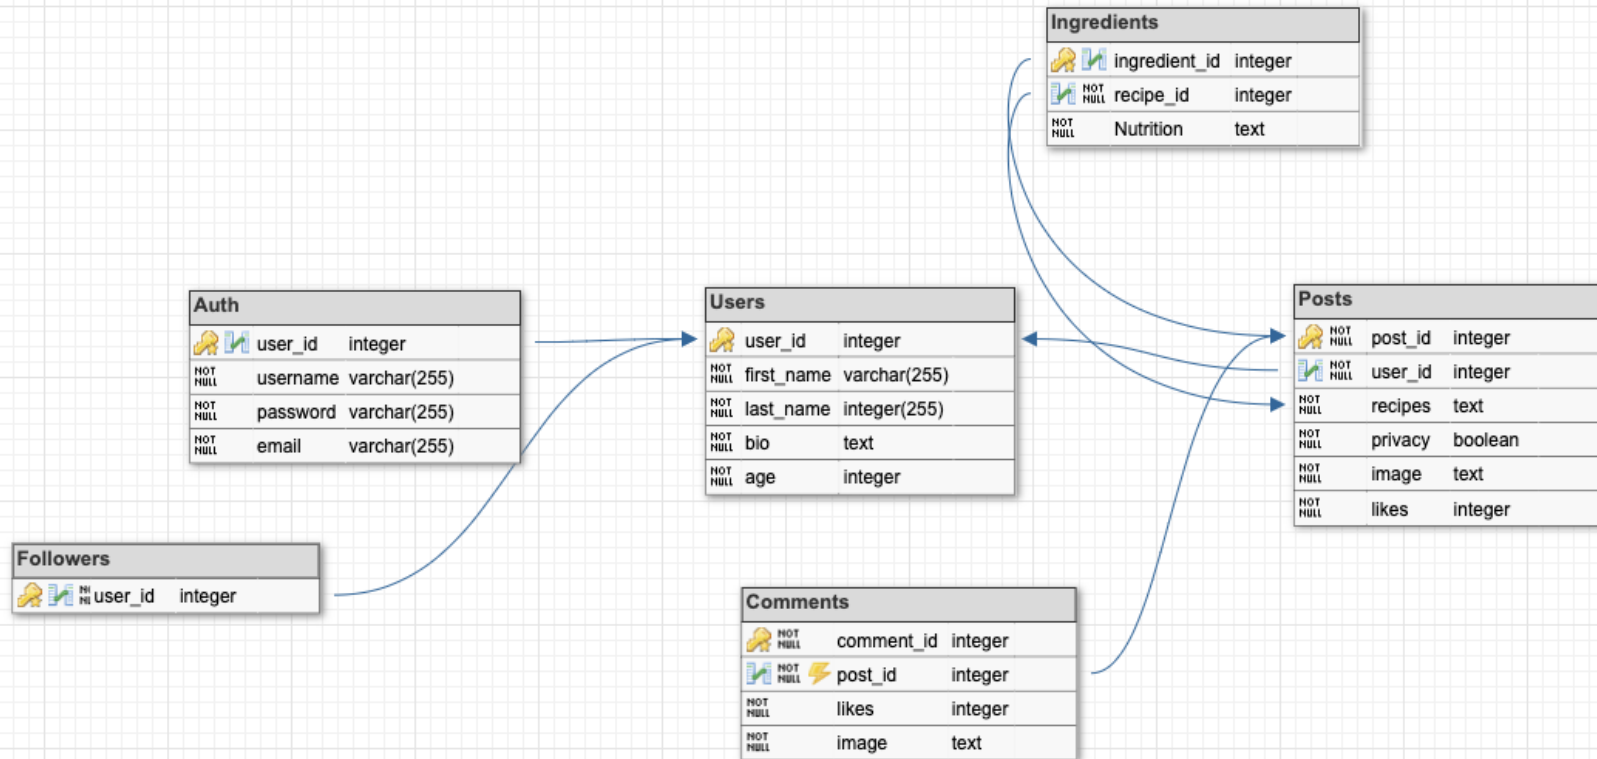 Ingredients
ingredient_id integer
NOT NULL recipe_id integer
NOT NULL Nutrition text
Auth
user_id integer
NOT NULL username varchar(255)
NOT NULL password varchar(255)
NOT NULL email varchar(255)
Users
user_id integer
NOT NULL first_name varchar(255)
NOT NULL last_name integer(255)
NOT NULL bio text
NOT NULL age integer
Posts
NOT NULL post_id integer
NOT NULL user_id integer
NOT NULL recipes text
NOT NULL privacy boolean
NOT NULL image text
NOT NULL likes integer
Followers
user_id integer
Comments
NOT NULL comment_id integer
NOT NULL post_id integer
NOT NULL likes integer
NOT NULL image text